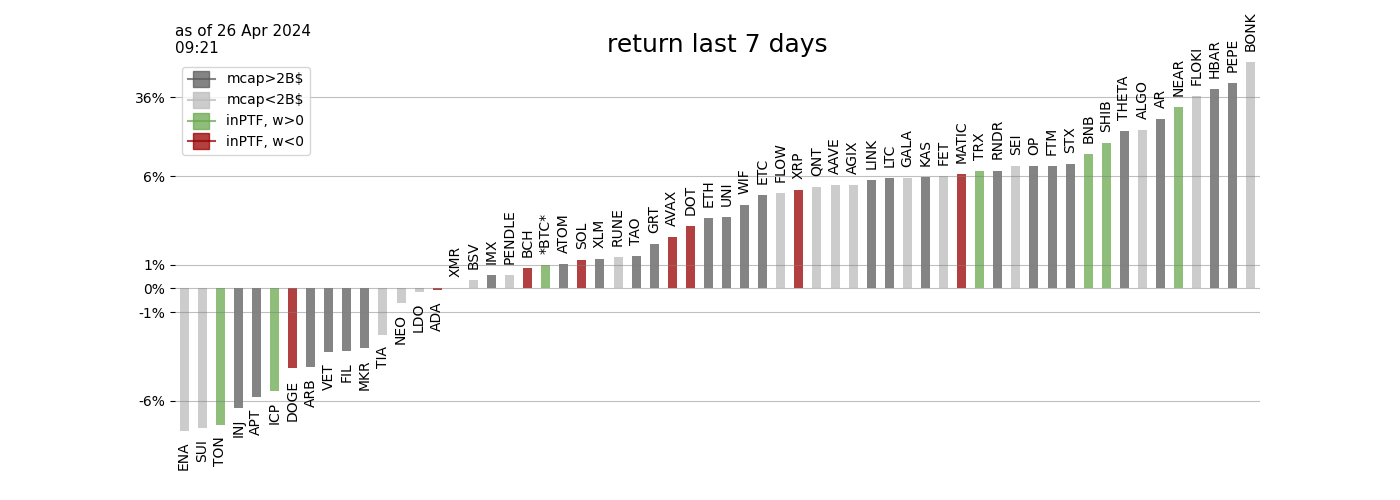 as of 26 Apr 2024
09:21
return last 7 days
mcap>2B$
mcap<2B$
inPTF, w>0
inPTF, w<0
36%
6%
1%
0%
-1%
-6%
ENA
SUI
TON
INJ
APT
ICP
DOGE
ARB
VET
FIL
MKR
TIA
NEO
LDO
ADA
XMR
BSV
IMX
PENDLE
BCH
*BTC*
ATOM
SOL
XLM
RUNE
TAO
GRT
AVAX
DOT
ETH
UNI
WIF
ETC
FLOW
XRP
QNT
AAVE
AGIX
LINK
LTC
GALA
KAS
FET
MATIC
TRX
RNDR
SEI
OP
FTM
STX
BNB
SHIB
THETA
ALGO
AR
NEAR
FLOKI
HBAR
PEPE
BONK